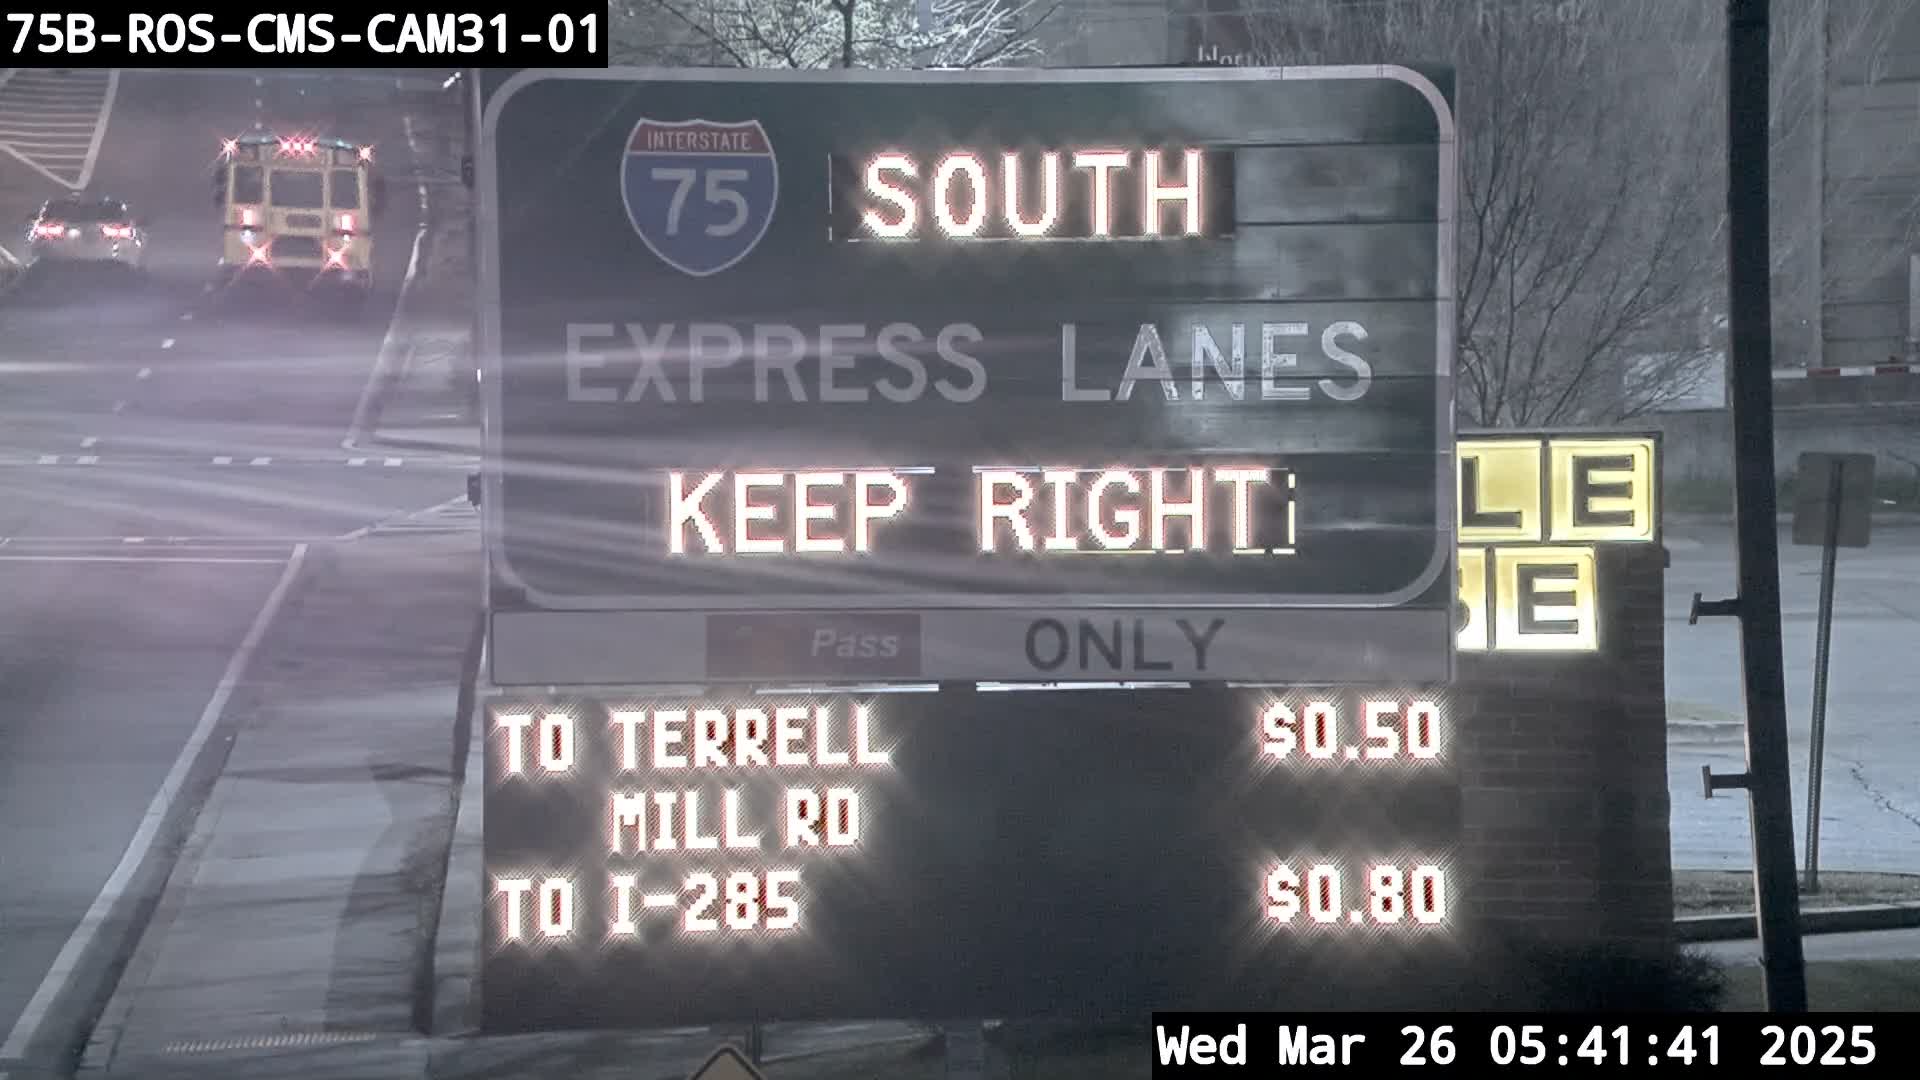 75B-ROS-CMS-CAM31-01
INTERSTATE
75
SOUTH
EXPRESS LANES
KEEP RIGHT
Pass ONLY
LE
E
TO TERRELL $0.50
MILL RD
TO I-285 $0.80
Wed Mar 26 05:41:41 2025